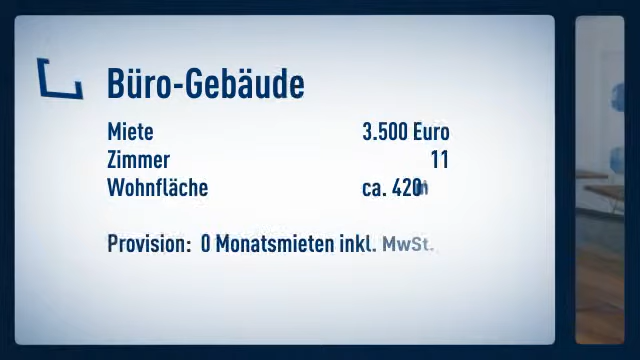 Büro-Gebäude
Miete 3.500 Euro
Zimmer 11
Wohnfläche ca. 420
Provision: 0 Monatsmieten inkl. MwSt.